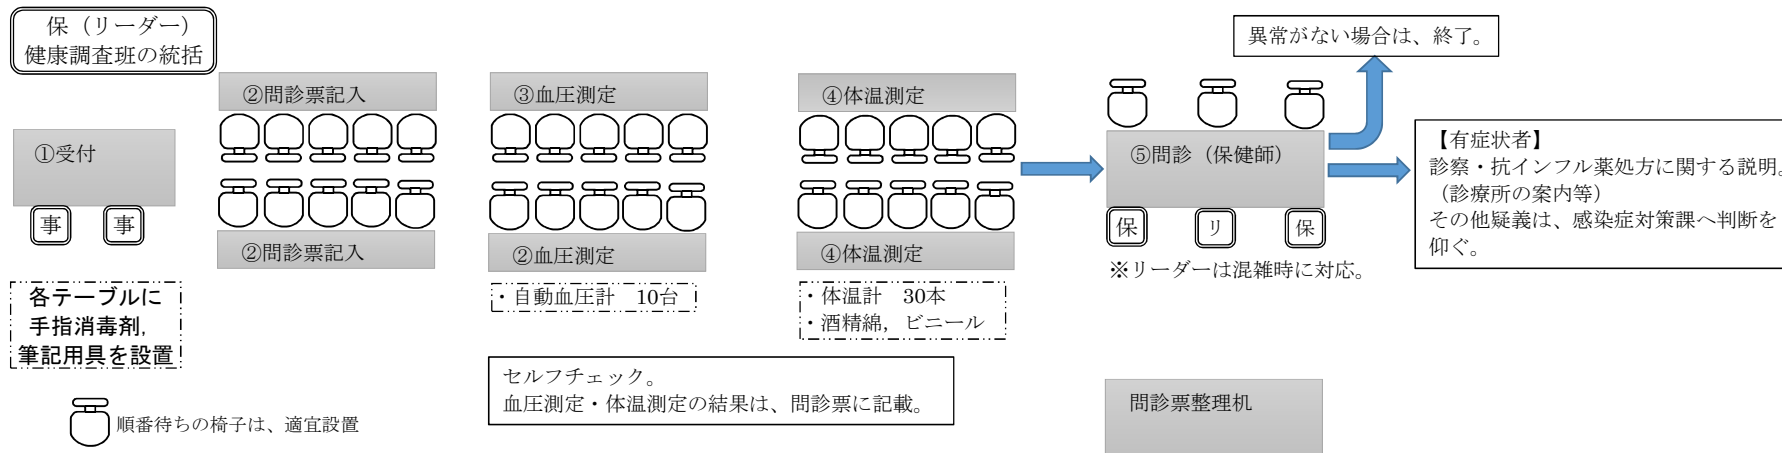 保（リーダー）
健康調査班の統括
①受付
事
事
各テーブルに
手指消毒剤,
筆記用具を設置
順番待ちの椅子は、適宜設置
②問診票記入
②問診票記入
③血圧測定
②血圧測定
・自動血圧計　10台
④体温測定
④体温測定
・体温計　30本
・酒精綿，ビニール
セルフチェック。
血圧測定・体温測定の結果は、問診票に記載。
⑤問診（保健師）
保
リ
保
※リーダーは混雑時に対応。
問診票整理机
異常がない場合は、終了。
【有症状者】
診察・抗インフル薬処方に関する説明。
（診療所の案内等）
その他疑義は、感染症対策課へ判断を
仰ぐ。